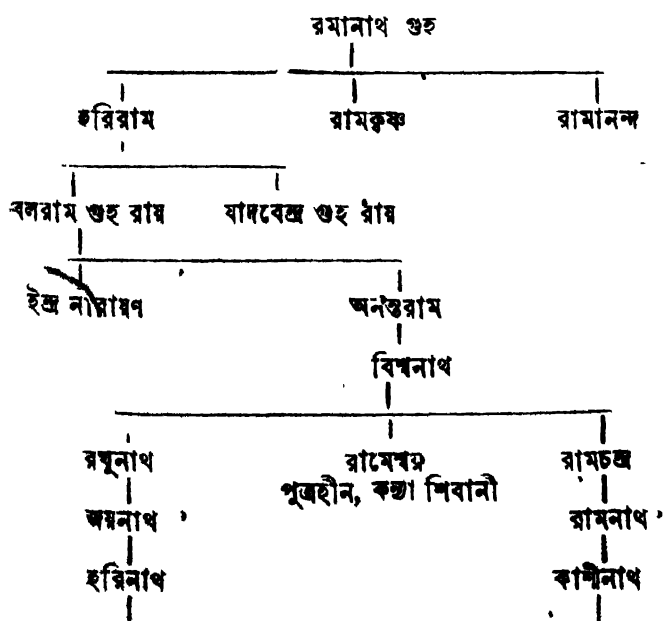 রমানাথ গুহ
হরিরাম রামকৃষ্ণ রামানন্দ
বলরাম গুহ রায় যাদবেন্দ্র গুহ রায়
ইন্দ্র নারায়ণ অনন্তরাম
বিশ্বনাথ
রঘুনাথ রামেশ্বর রামচন্দ্র
পুত্রহীন, কন্যা শিবানী
জয়নাথ রামনাথ
হরিনাথ কাশীনাথ